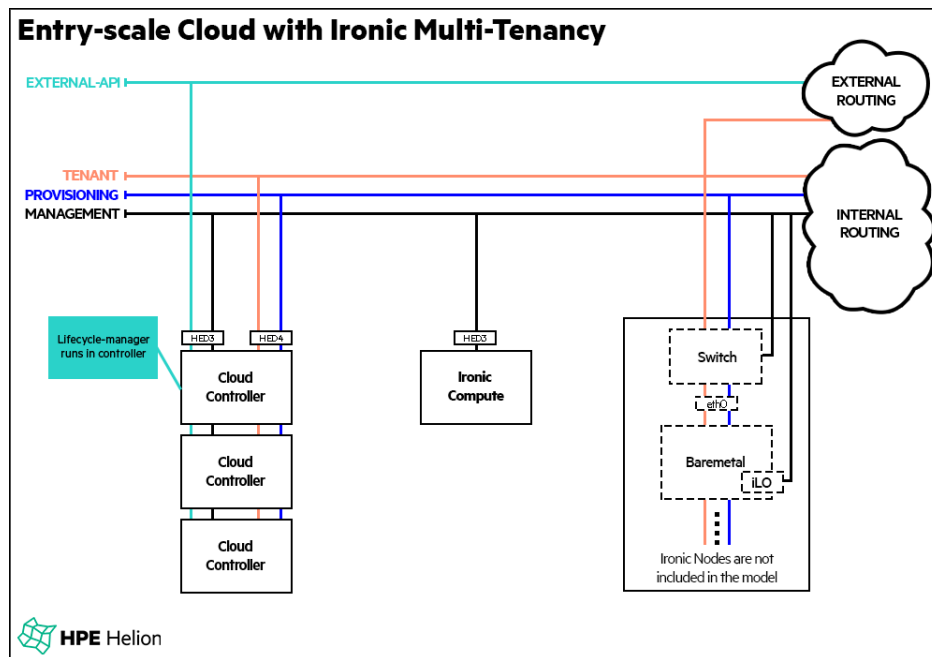 Entry-scale Cloud with Ironic Multi-Tenancy
EXTERNAL-API
EXTERNAL
ROUTING
TENANT
PROVISIONING
MANAGEMENT
INTERNAL
ROUTING
Lifecycle-manager
runs in controller
HED3
HED4
HED3
Cloud
Controller
Ironic
Compute
Switch
eth0
Cloud
Controller
Baremetal
iLO
Cloud
Controller
Ironic Nodes are not
included in the model
HPE Helion